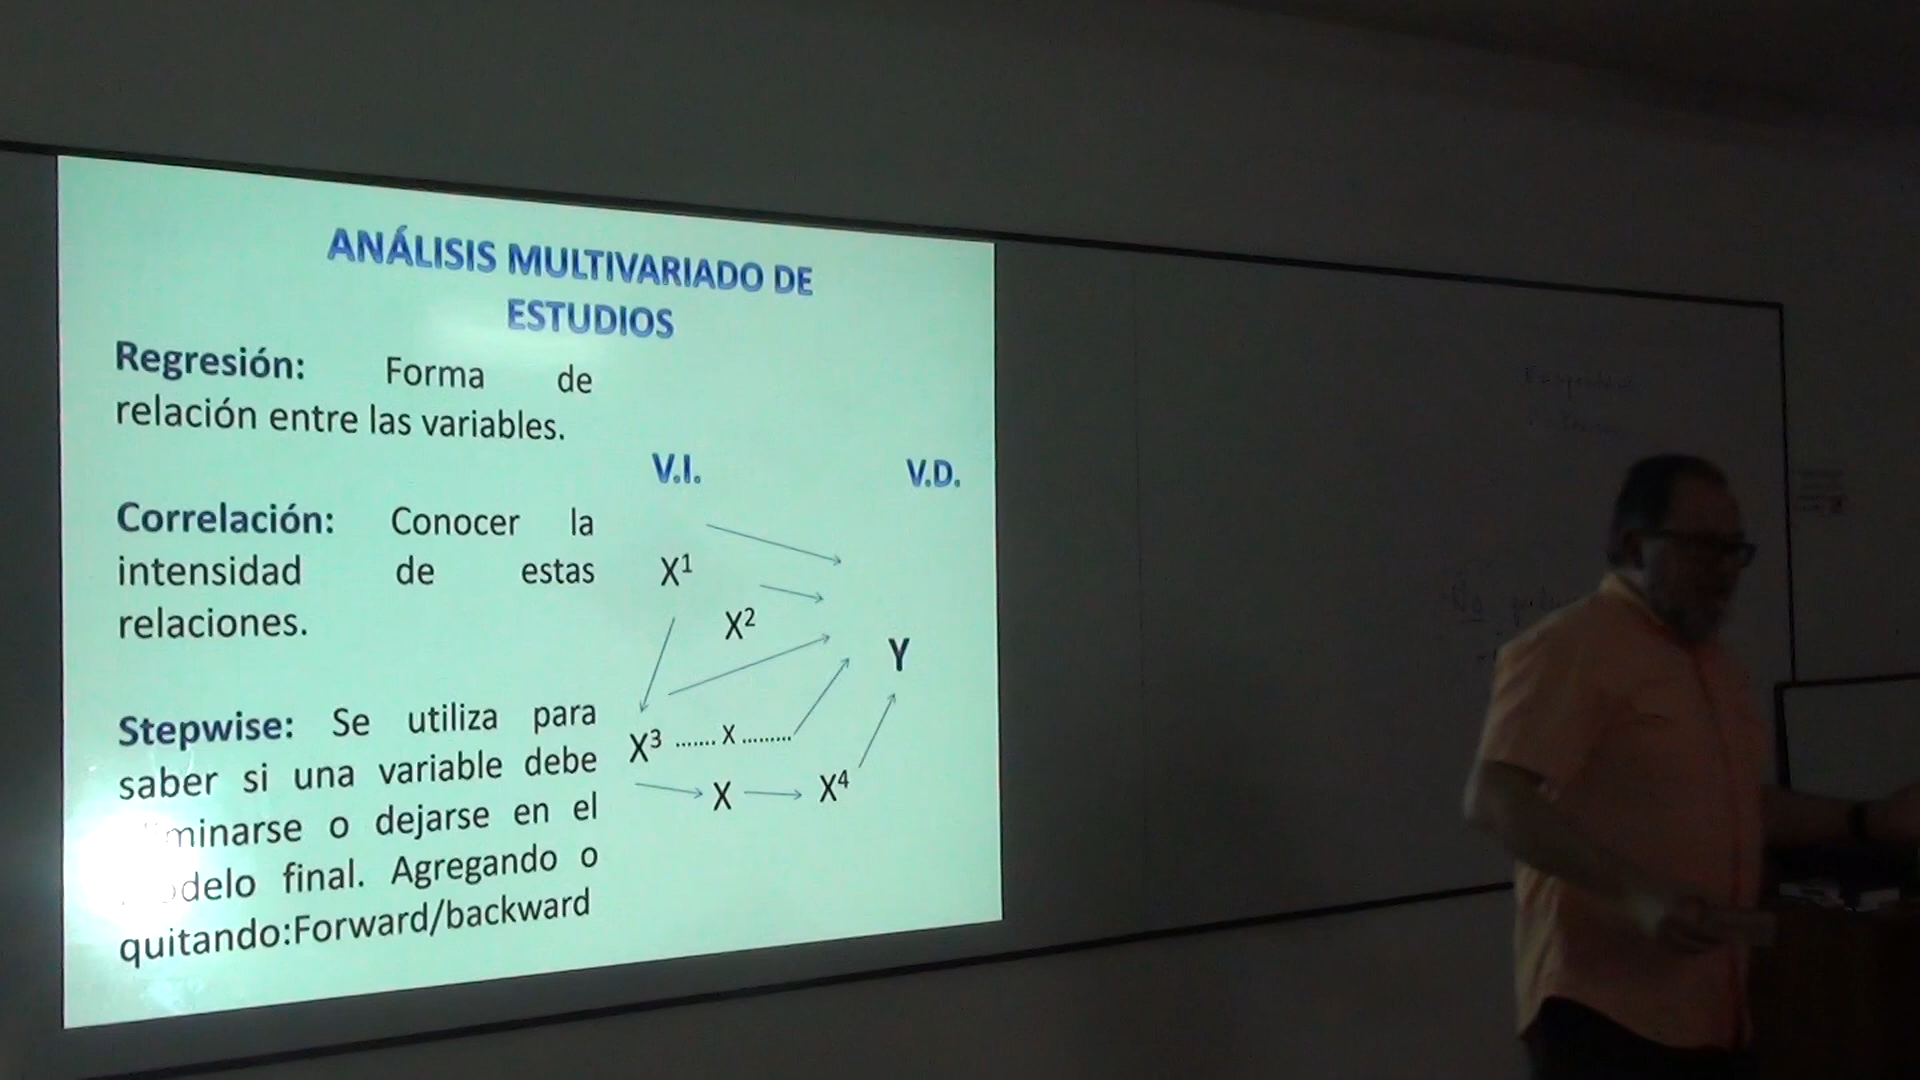 ANÁLISIS MULTIVARIADO DE
ESTUDIOS
Regresión: Forma de
relación entre las variables.
Correlación: Conocer la
intensidad de estas
relaciones.
Stepwise: Se utiliza para
saber si una variable debe
o dejarse en el
final. Agregando o
quitando:Forward/backward
V.I. V.D.
X¹
X²
Y
X³ ....... X .........
X X⁴